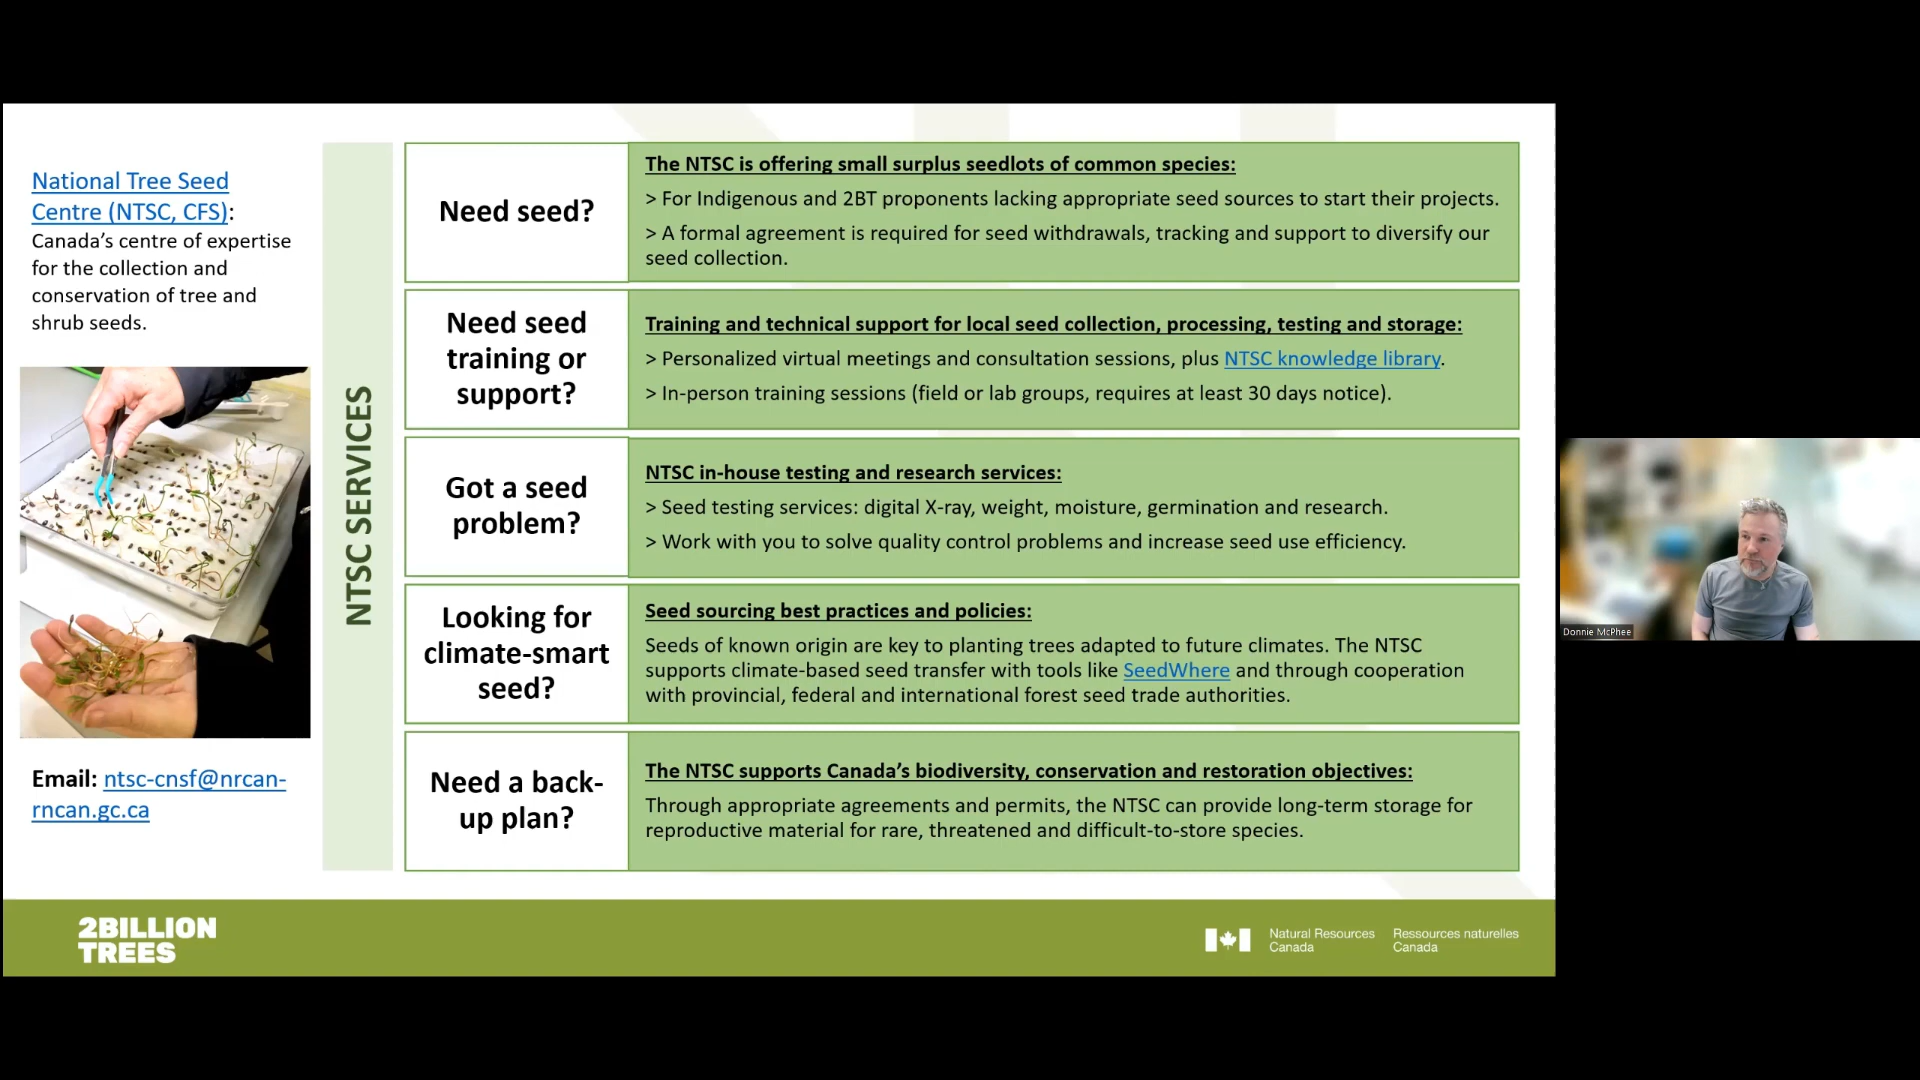 National Tree Seed
Centre (NTSC, CFS):
Canada’s centre of expertise
for the collection and
conservation of tree and
shrub seeds.
Email: ntsc-cnsf@nrcan-
rncan.gc.ca
NTSC SERVICES
Need seed?
The NTSC is offering small surplus seedlots of common species:
> For Indigenous and 2BT proponents lacking appropriate seed sources to start their projects.
> A formal agreement is required for seed withdrawals, tracking and support to diversify our
seed collection.
Need seed
training or
support?
Training and technical support for local seed collection, processing, testing and storage:
> Personalized virtual meetings and consultation sessions, plus NTSC knowledge library.
> In-person training sessions (field or lab groups, requires at least 30 days notice).
Got a seed
problem?
NTSC in-house testing and research services:
> Seed testing services: digital X-ray, weight, moisture, germination and research.
> Work with you to solve quality control problems and increase seed use efficiency.
Looking for
climate-smart
seed?
Seed sourcing best practices and policies:
Seeds of known origin are key to planting trees adapted to future climates. The NTSC
supports climate-based seed transfer with tools like SeedWhere and through cooperation
with provincial, federal and international forest seed trade authorities.
Need a back-
up plan?
The NTSC supports Canada’s biodiversity, conservation and restoration objectives:
Through appropriate agreements and permits, the NTSC can provide long-term storage for
reproductive material for rare, threatened and difficult-to-store species.
2BILLION
TREES
Natural Resources
Canada
Ressources naturelles
Canada
Donnie McPhee